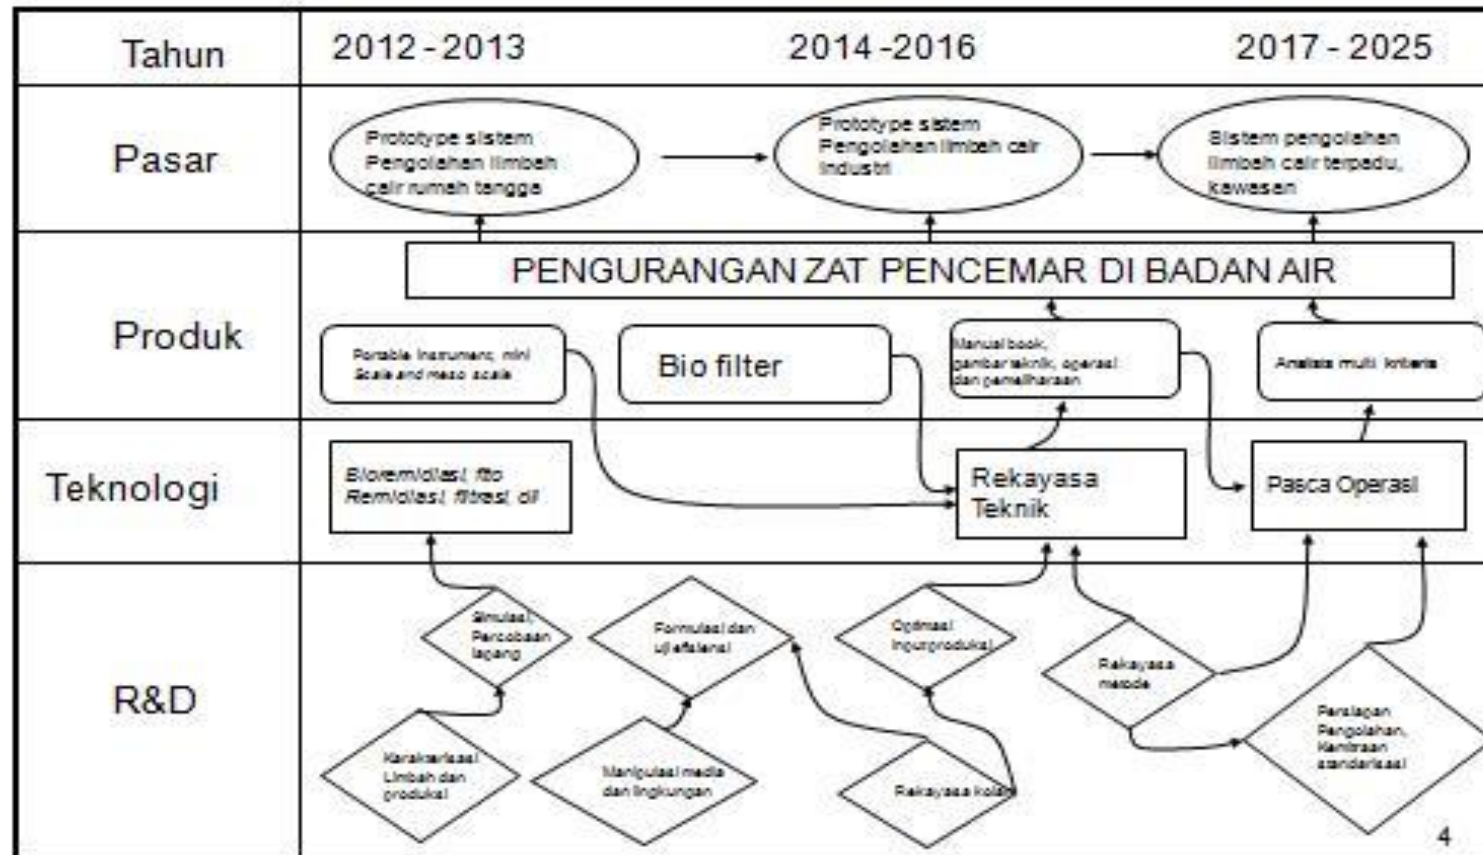 Tahun
2012 - 2013
2014 - 2016
2017 - 2025
Pasar
Prototype sistem
Pengolahan limbah
cair rumah tangga
Prototype sistem
Pengolahan limbah cair
Industri
Sistem pengolahan
limbah cair terpadu,
kawasan
Produk
PENGURANGAN ZAT PENCEMAR DI BADAN AIR
Portable Instrument, mini
Scale and meso scale
Bio filter
Manual book,
gambar teknik, operasi
dan pemeliharaan
Analisis multi kriteria
Teknologi
Bioremidiasi, fito
Remidiasi, filtrasi, dll
Rekayasa
Teknik
Pasca Operasi
R&D
Simulasi,
Percobaan
lapang
Formulasi dan
uji efisiensi
Optimasi
Input produksi
Rekayasa
metode
Persiapan
Pengolahan,
Kemitraan
standarisasi
Karakterisasi
Limbah dan
produksi
Manipulasi media
dan lingkungan
Rekayasa kolam
4